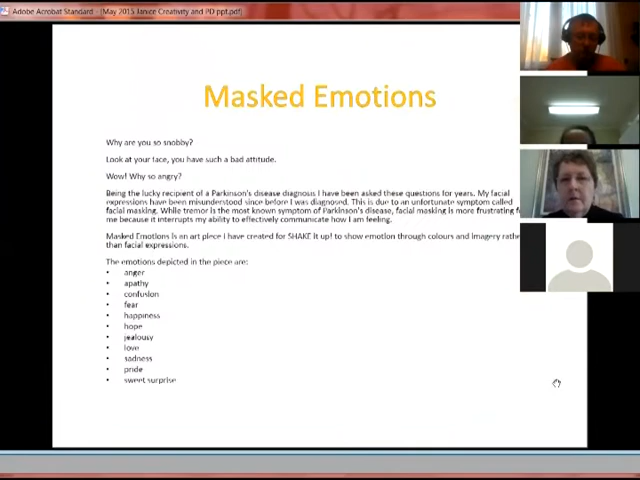 Adobe Acrobat Standard - [May 2015 Janice Creativity and PD ppt.pdf]
Masked Emotions
Why are you so snobby?
Look at your face, you have such a bad attitude.
Wow! Why so angry?
Being the lucky recipient of a Parkinson's disease diagnosis I have been asked these questions for years. My facial
expressions have been misunderstood since before I was diagnosed. This is due to an unfortunate symptom called
facial masking. While tremor is the most known symptom of Parkinson's disease, facial masking is more frustrating
me because it interrupts my ability to effectively communicate how I am feeling.
Masked Emotions is an art piece I have created for SHAKE it up! to show emotion through colours and imagery
than facial expressions.
The emotions depicted in the piece are:
• anger
• apathy
• confusion
• fear
• happiness
• hope
• jealousy
• love
• sadness
• pride
• sweet surprise